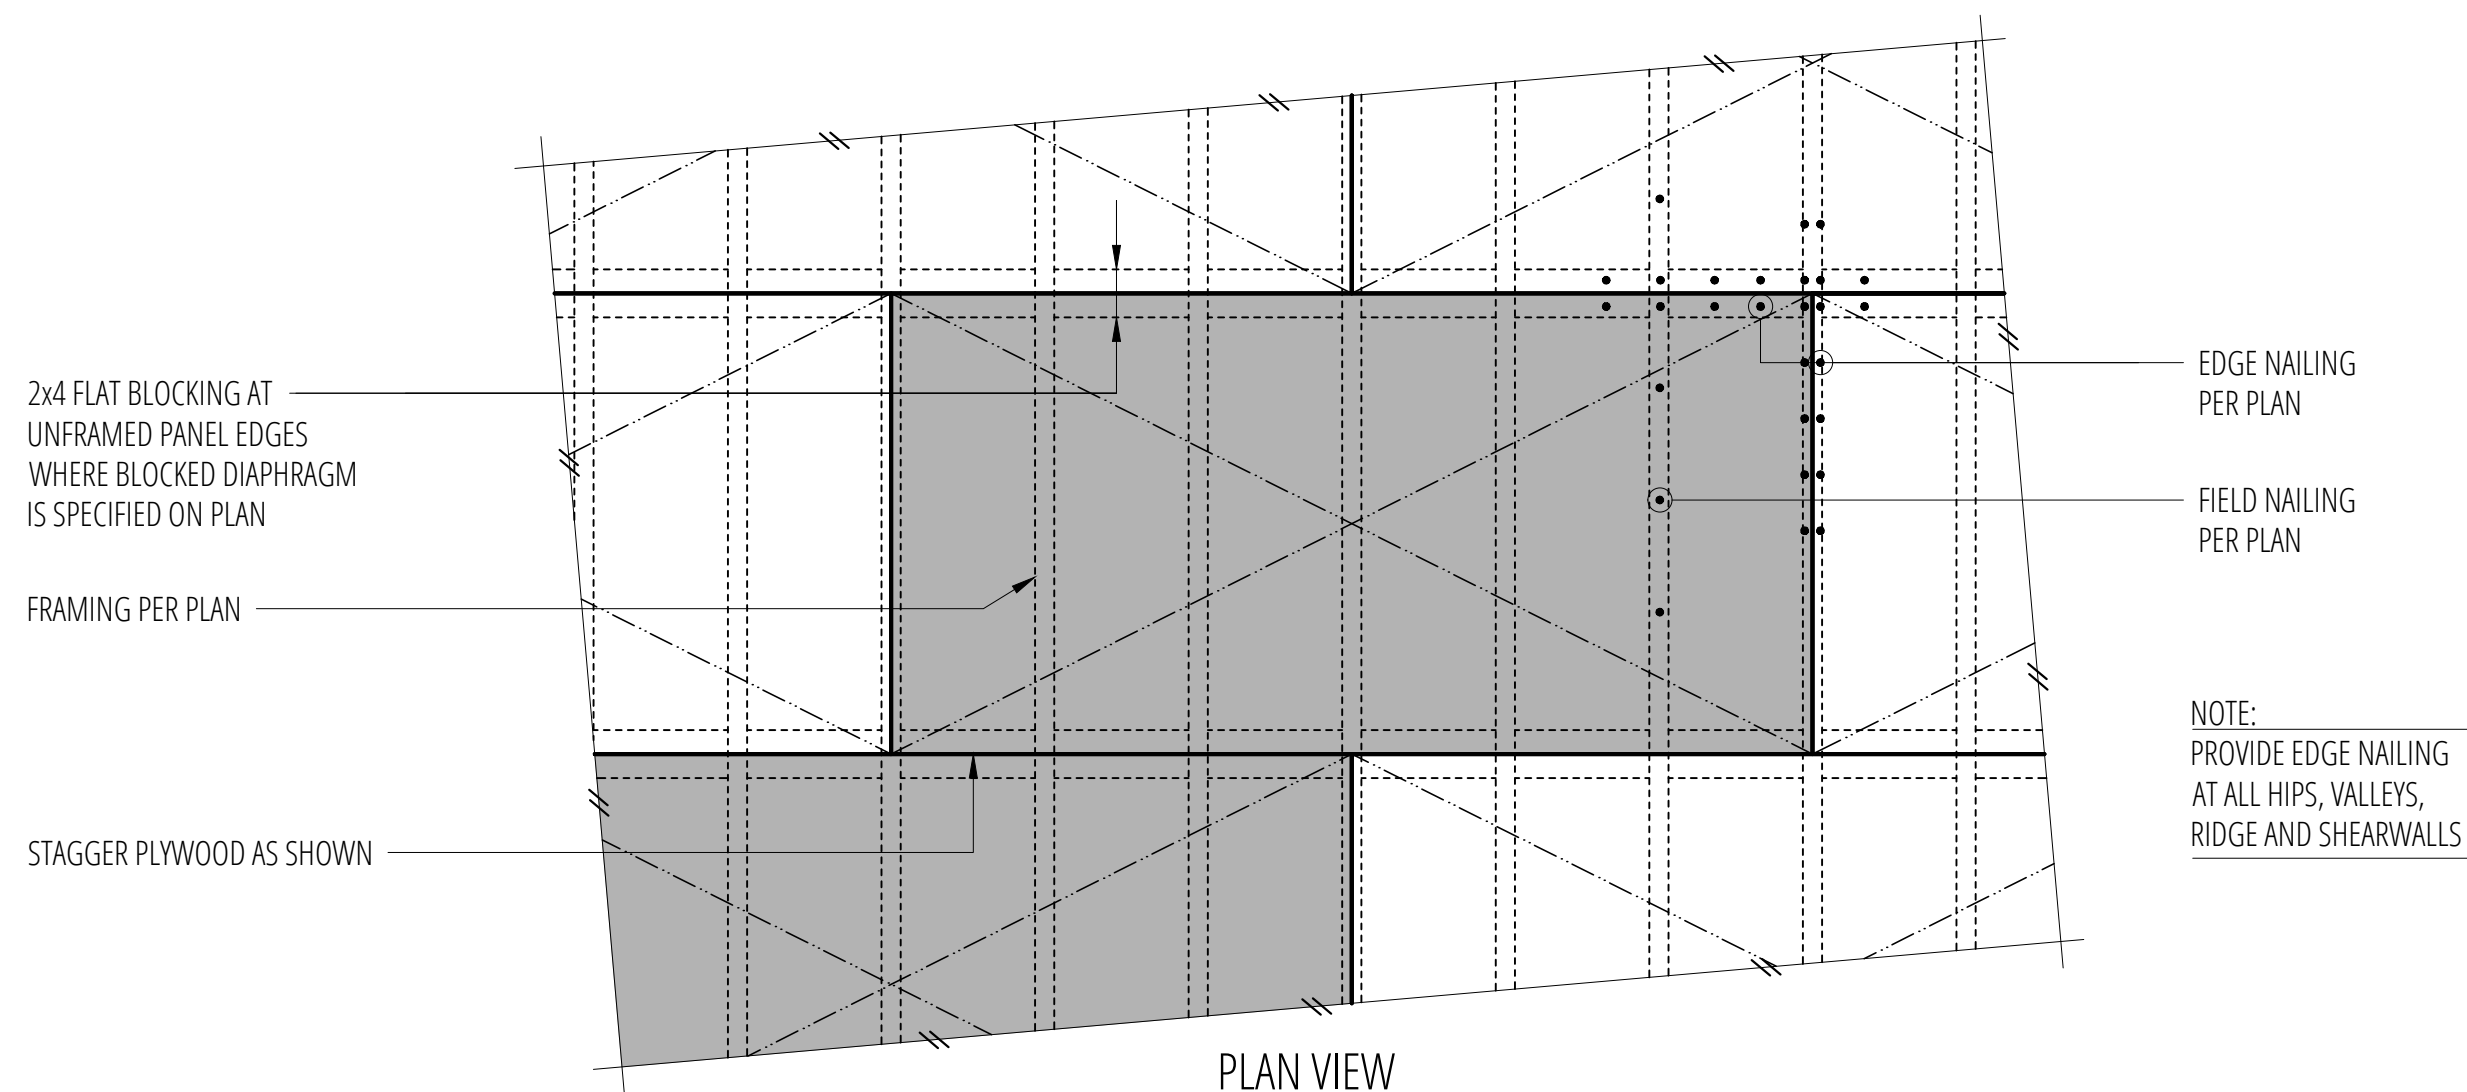 2x4 FLAT BLOCKING AT
UNFRAMED PANEL EDGES
WHERE BLOCKED DIAPHRAGM
IS SPECIFIED ON PLAN
FRAMING PER PLAN
STAGGER PLYWOOD AS SHOWN
EDGE NAILING
PER PLAN
FIELD NAILING
PER PLAN
NOTE:
PROVIDE EDGE NAILING
AT ALL HIPS, VALLEYS,
RIDGE AND SHEARWALLS
PLAN VIEW